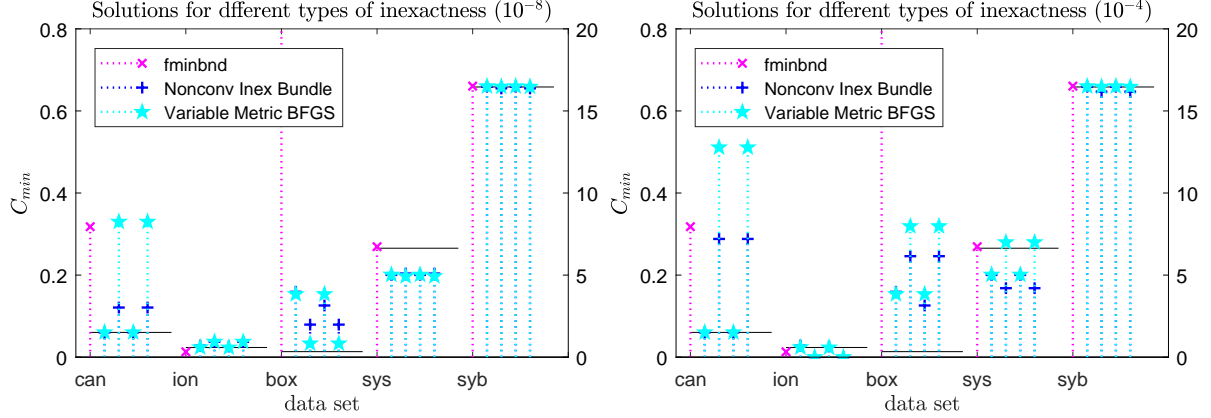 Solutions for dfferent types of inexactness (10⁻⁸)
0.8
0.6
0.4
0.2
0
C_min
20
15
10
5
0
fminbnd
Nonconv Inex Bundle
Variable Metric BFGS
can ion box sys syb
data set
Solutions for dfferent types of inexactness (10⁻⁴)
0.8
0.6
0.4
0.2
0
C_min
20
15
10
5
0
fminbnd
Nonconv Inex Bundle
Variable Metric BFGS
can ion box sys syb
data set